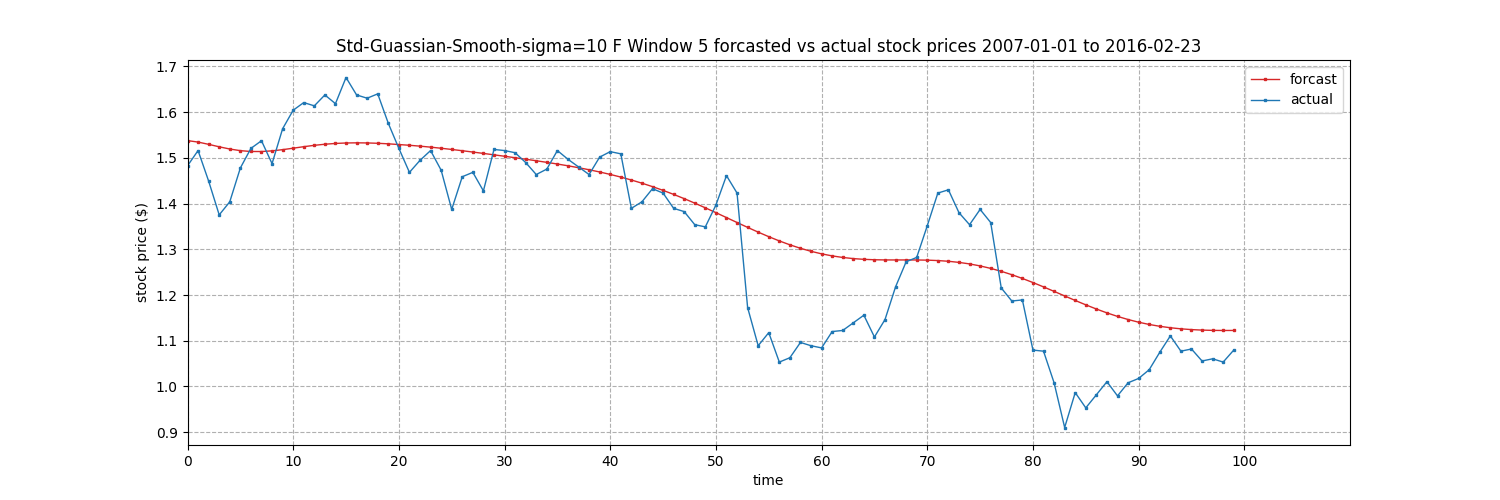 Std-Guassian-Smooth-sigma=10 F Window 5 forcasted vs actual stock prices 2007-01-01 to 2016-02-23
forcast
actual
stock price ($)
1.7
1.6
1.5
1.4
1.3
1.2
1.1
1.0
0.9
0 10 20 30 40 50 60 70 80 90 100
time